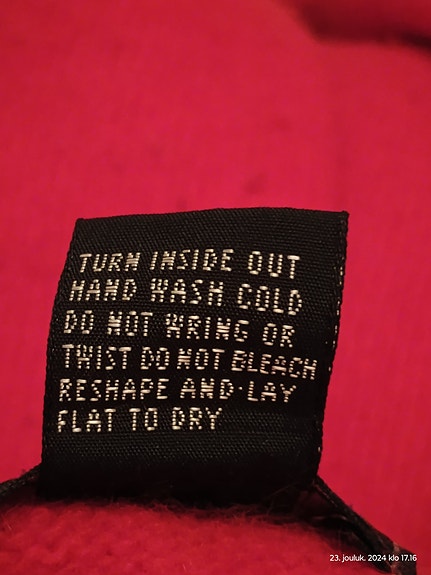 TURN INSIDE OUT
HAND WASH COLD
DO NOT WRING OR
TWIST DO NOT BLEACH
RESHAPE AND·LAY
FLAT TO DRY
23. jouluk. 2024 klo 17.16